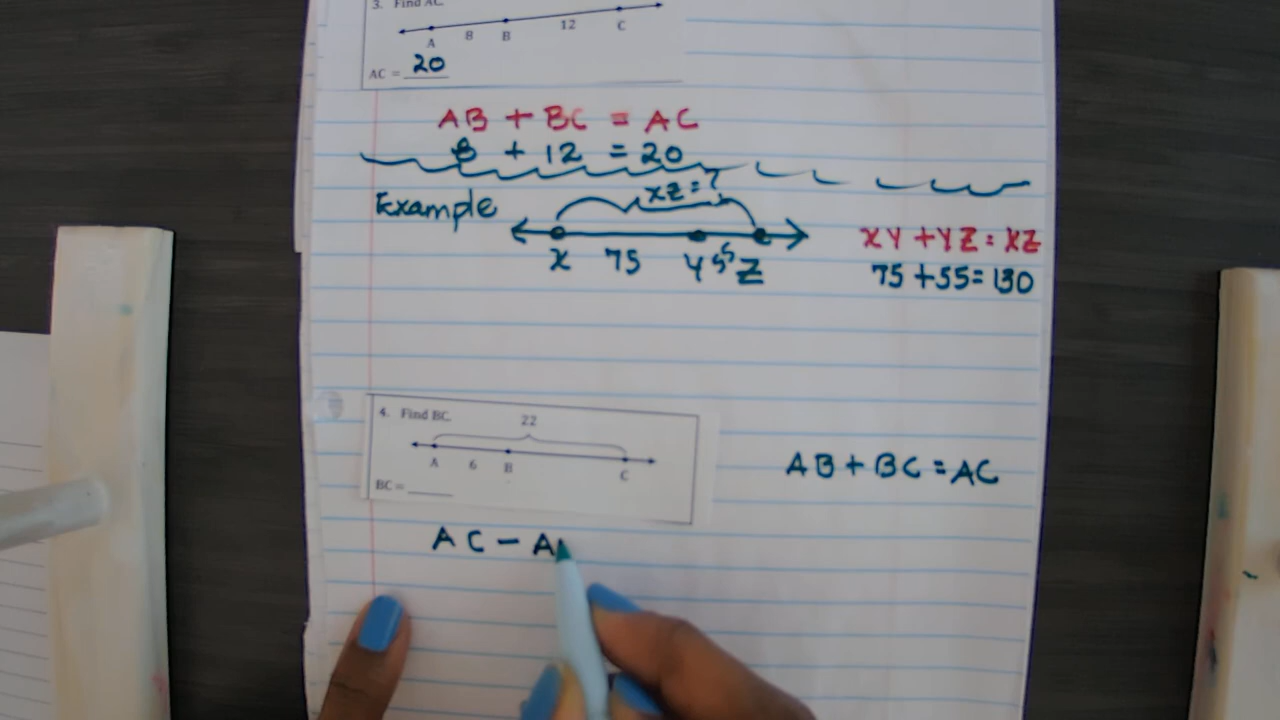 3. Find AC.
A 8 B 12 C
AC = 20
AB + BC = AC
8 + 12 = 20
Example
XZ = ?
X 75 Y 55 Z
XY + YZ = XZ
75 + 55 = 130
4. Find BC.
22
A 6 B C
BC =
AB + BC = AC
AC - A